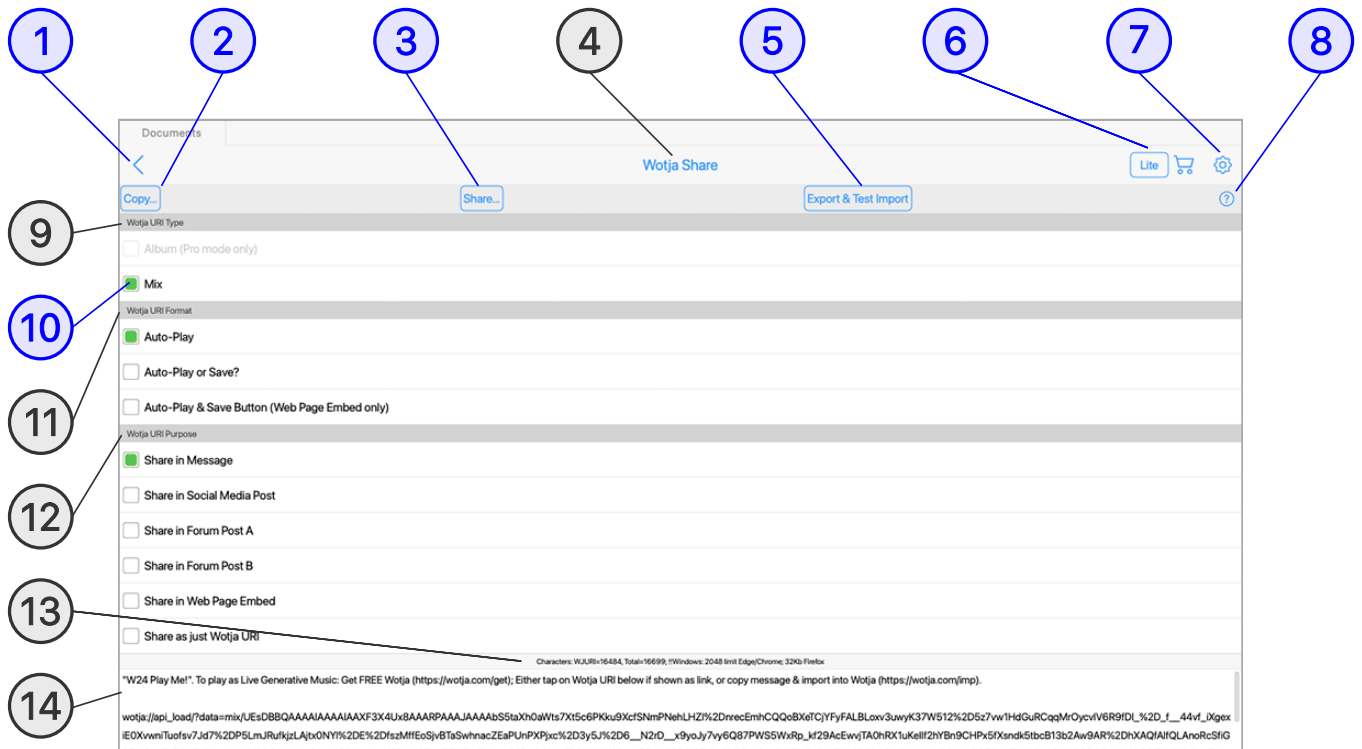 1 2 3 4 5 6 7 8
Documents
Wotja Share
Lite
Copy...
Share...
Export & Test Import
?
9
Wotja URI Type
Album (Pro mode only)
Mix
10
Wotja URI Format
Auto-Play
Auto-Play or Save?
11
Auto-Play & Save Button (Web Page Embed only)
Wotja URI Purpose
Share in Message
12
Share in Social Media Post
Share in Forum Post A
Share in Forum Post B
13
Share in Web Page Embed
Share as just Wotja URI
Characters: WJURI=16484, Total=16699; !!Windows: 2048 limit Edge/Chrome; 32Kb Firefox
14
"W24 Play Me!". To play as Live Generative Music: Get FREE Wotja (https://wotja.com/get); Either tap on Wotja URI below if shown as link, or copy message & import into Wotja (https://wotja.com/imp).